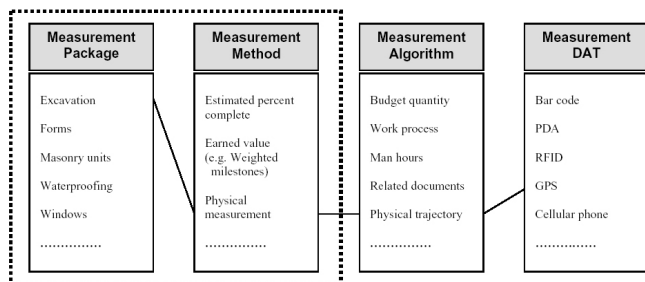 Measurement
Package
Excavation
Forms
Masonry units
Waterproofing
Windows
……………
Measurement
Method
Estimated percent
complete
Earned value
(e.g. Weighted
milestones)
Physical
measurement
……………
Measurement
Algorithm
Budget quantity
Work process
Man hours
Related documents
Physical trajectory
……………
Measurement
DAT
Bar code
PDA
RFID
GPS
Cellular phone
……………